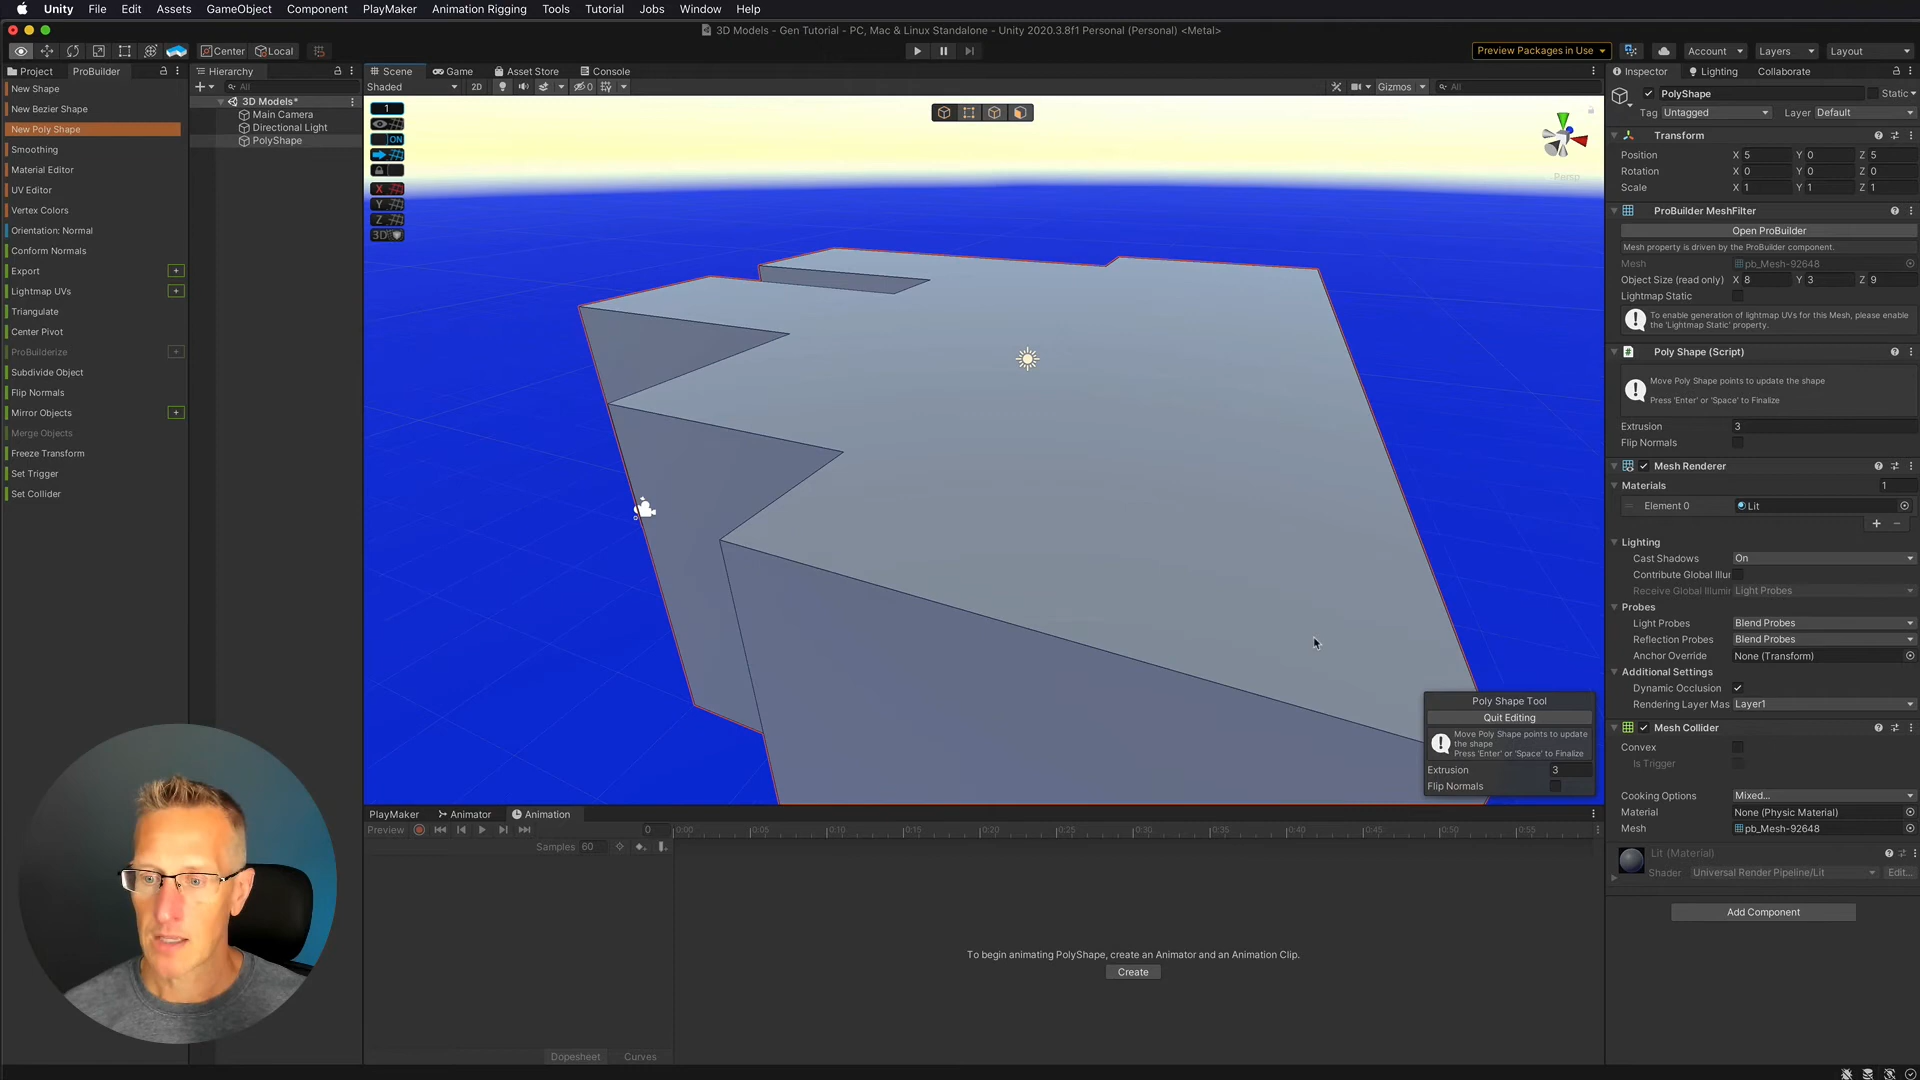 Unity File Edit Assets GameObject Component PlayMaker Animation Rigging Tools Tutorial Jobs Window Help
3D Models - Gen Tutorial - PC, Mac & Linux Standalone - Unity 2020.3.8f1 Personal (Personal) <Metal>
Center Local Preview Packages in Use Account Layers Layout
Project ProBuilder Hierarchy Scene Game Asset Store Console Inspector Lighting Collaborate
New Shape
New Bezier Shape
New Poly Shape
Smoothing
Material Editor
UV Editor
Vertex Colors
Orientation: Normal
Conform Normals
Export
Lightmap UVs
Triangulate
Center Pivot
ProBuilderize
Subdivide Object
Flip Normals
Mirror Objects
Merge Objects
Freeze Transform
Set Trigger
Set Collider
All
3D Models*
Main Camera
Directional Light
PolyShape
Shaded 2D 0 Gizmos All
1
ON
X
Y
Z
3D
Persp
Poly Shape Tool
Quit Editing
Move Poly Shape points to update
the shape
Press 'Enter' or 'Space' to Finalize
Extrusion 3
Flip Normals
PlayMaker Animator Animation
Preview 0 0:00 0:05 0:10 0:15 0:20 0:25 0:30 0:35 0:40 0:45 0:50 0:55
Samples 60
To begin animating PolyShape, create an Animator and an Animation Clip.
Create
Dopesheet Curves
PolyShape Static
Tag Untagged Layer Default
Transform
Position X 5 Y 0 Z 5
Rotation X 0 Y 0 Z 0
Scale X 1 Y 1 Z 1
ProBuilder MeshFilter
Open ProBuilder
Mesh property is driven by the ProBuilder component.
Mesh pb_Mesh-92648
Object Size (read only) X 8 Y 3 Z 9
Lightmap Static
To enable generation of lightmap UVs for this Mesh, please enable
the 'Lightmap Static' property.
Poly Shape (Script)
Move Poly Shape points to update the shape
Press 'Enter' or 'Space' to Finalize
Extrusion 3
Flip Normals
Mesh Renderer
Materials 1
Element 0 Lit
Lighting
Cast Shadows On
Contribute Global Illur
Receive Global Illumir Light Probes
Probes
Light Probes Blend Probes
Reflection Probes Blend Probes
Anchor Override None (Transform)
Additional Settings
Dynamic Occlusion
Rendering Layer Mas Layer1
Mesh Collider
Convex
Is Trigger
Cooking Options Mixed...
Material None (Physic Material)
Mesh pb_Mesh-92648
Lit (Material)
Shader Universal Render Pipeline/Lit Edit...
Add Component